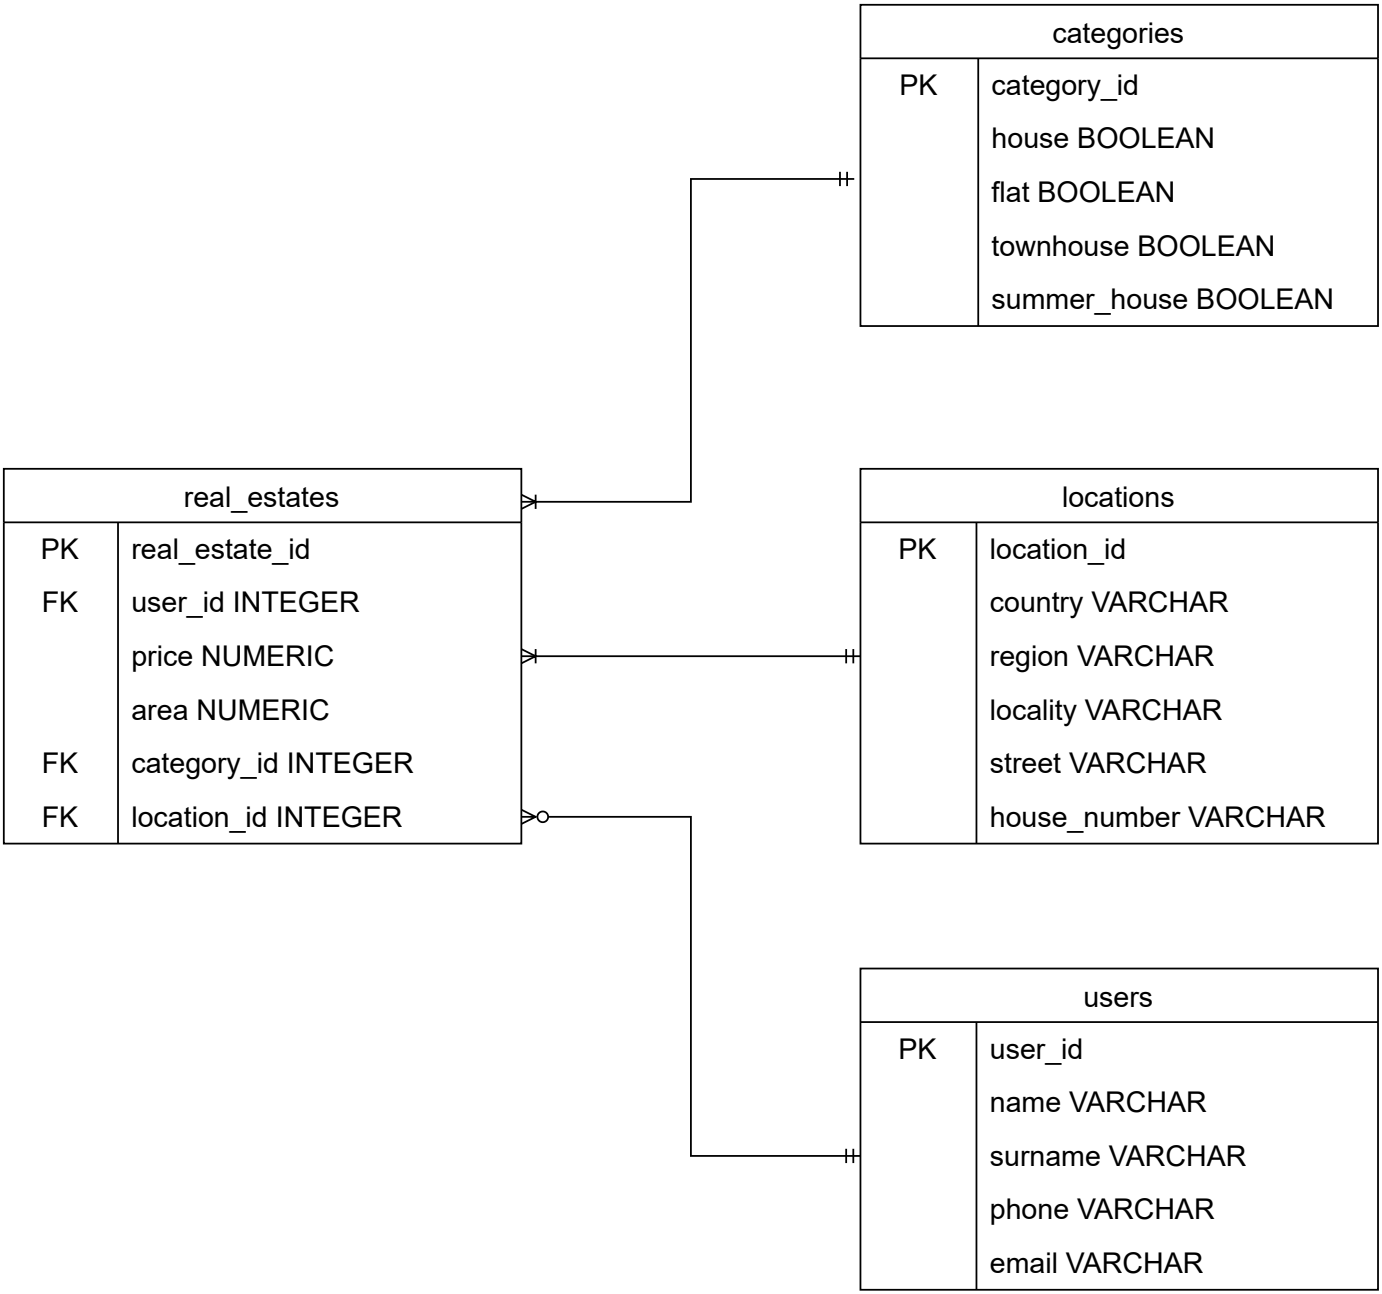 categories
PK category_id
house BOOLEAN
flat BOOLEAN
townhouse BOOLEAN
summer_house BOOLEAN
real_estates
PK real_estate_id
FK user_id INTEGER
price NUMERIC
area NUMERIC
FK category_id INTEGER
FK location_id INTEGER
locations
PK location_id
country VARCHAR
region VARCHAR
locality VARCHAR
street VARCHAR
house_number VARCHAR
users
PK user_id
name VARCHAR
surname VARCHAR
phone VARCHAR
email VARCHAR